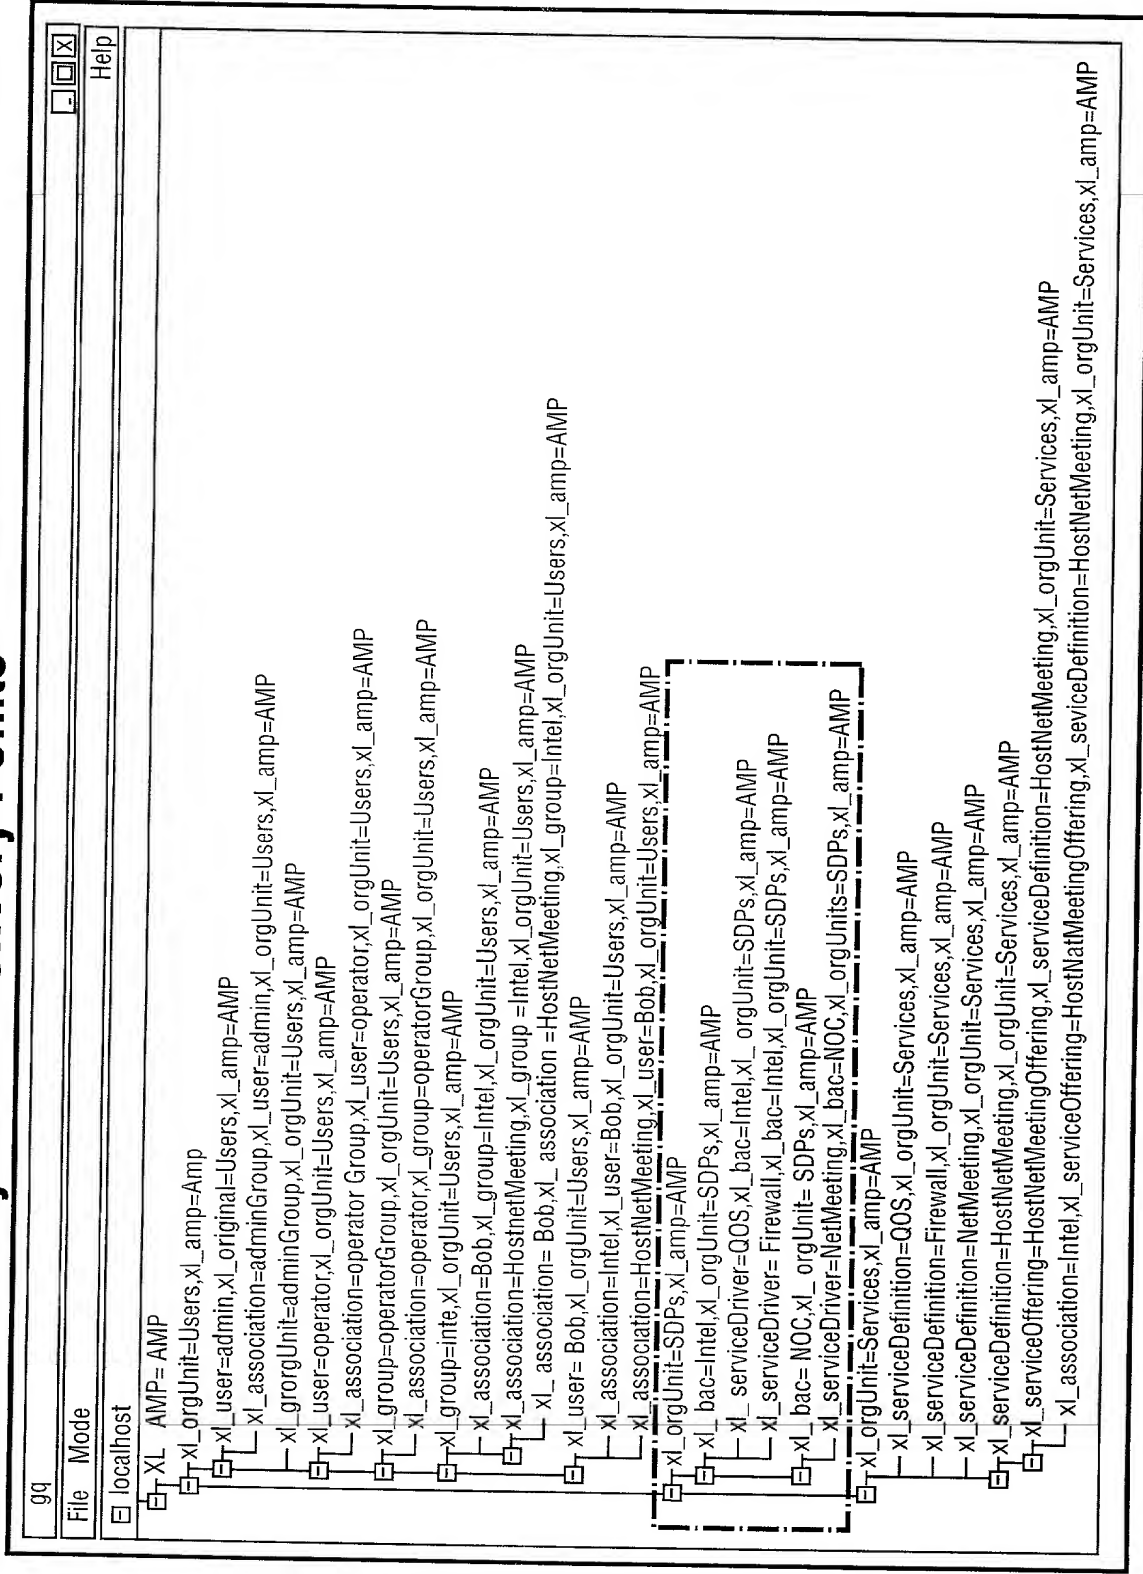 gq
File Mode Help
localhost
XL AMP= AMP
xl_orgUnit=Users,xl_amp=Amp
xl_user=admin,xl_original=Users,xl_amp=AMP
xl_association=adminGroup,xl_user=admin,xl_orgUnit=Users,xl_amp=AMP
xl_grorgUnit=adminGroup,xl_orgUnit=Users,xl_amp=AMP
xl_user=operator,xl_orgUnit=Users,xl_amp=AMP
xl_association=operator Group,xl_user=operator,xl_orgUnit=Users,xl_amp=AMP
xl_group=operatorGroup,xl_orgUnit=Users,xl_amp=AMP
xl_association=operator,xl_group=operatorGroup,xl_orgUnit=Users,xl_amp=AMP
xl_group=inte,xl_orgUnit=Users,xl_amp=AMP
xl_association=Bob,xl_group=Intel,xl_orgUnit=Users,xl_amp=AMP
xl_association=HostnetMeeting,xl_group =Intel,xl_orgUnit=Users,xl_amp=AMP
xl_ association= Bob,xl_ association =HostNetMeeting,xl_group=Intel,xl_orgUnit=Users,xl_amp=AMP
xl_user= Bob,xl_orgUnit=Users,xl_amp=AMP
xl_association=Intel,xl_user=Bob,xl_orgUnit=Users,xl_amp=AMP
xl_association=HostNetMeeting,xl_user=Bob,xl_orgUnit=Users,xl_amp=AMP
xl_orgUnit=SDPs,xl_amp=AMP
xl_bac=Intel,xl_orgUnit=SDPs,xl_amp=AMP
xl_ serviceDriver=QOS,xl_bac=Intel,xl_ orgUnit=SDPs,xl_amp=AMP
xl_serviceDriver= Firewall,xl_bac=Intel,xl_orgUnit=SDPs,xl_amp=AMP
xl_bac= NOC,xl_ orgUnit= SDPs,xl_amp=AMP
xl_serviceDriver=NetMeeting,xl_bac=NOC,xl_orgUnits=SDPs,xl_amp=AMP
xl_orgUnit=Services,xl_amp=AMP
xl_serviceDefinition=QOS,xl_orgUnit=Services,xl_amp=AMP
xl_serviceDefinition=Firewall,xl_orgUnit=Services,xl_amp=AMP
xl_serviceDefinition=NetMeeting,xl_orgUnit=Services,xl_amp=AMP
xl_serviceDefinition=HostNetMeeting,xl_orgUnit=Services,xl_amp=AMP
xl_serviceOffering=HostNetMeetingOffering,xl_serviceDefinition=HostNetMeeting,xl_orgUnit=Services,xl_amp=AMP
xl_association=Intel,xl_serviceOffering=HostNatMeetingOffering,xl_seviceDefinition=HostNetMeeting,xl_orgUnit=Services,xl_amp=AMP